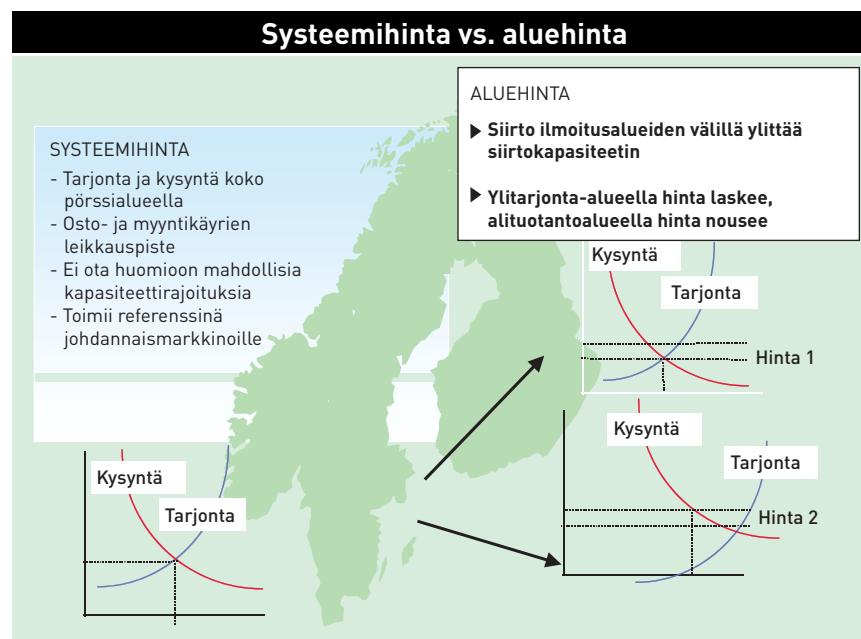 Systeemihinta vs. aluehinta
SYSTEEMIHINTA
- Tarjonta ja kysyntä koko
pörssialueella
- Osto- ja myyntikäyrien
leikkauspiste
- Ei ota huomioon mahdollisia
kapasiteettirajoituksia
- Toimii referenssinä
johdannaismarkkinoille
ALUEHINTA
▶ Siirto ilmoitusalueiden välillä ylittää
siirtokapasiteetin
▶ Ylitarjonta-alueella hinta laskee,
alituotantoalueella hinta nousee
Kysyntä
Tarjonta
Hinta 1
Kysyntä
Tarjonta
Hinta 2
Kysyntä
Tarjonta